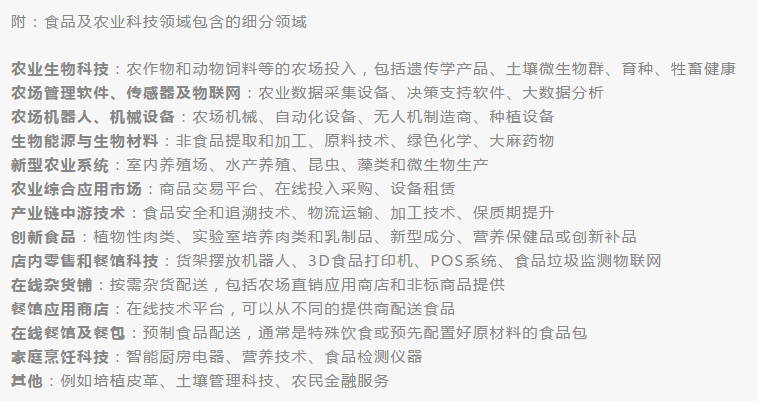 附：食品及农业科技领域包含的细分领域
农业生物科技：农作物和动物饲料等的农场投入，包括遗传学产品、土壤微生物群、育种、牲畜健康
农场管理软件、传感器及物联网：农业数据采集设备、决策支持软件、大数据分析
农场机器人、机械设备：农场机械、自动化设备、无人机制造商、种植设备
生物能源与生物材料：非食品提取和加工、原料技术、绿色化学、大麻药物
新型农业系统：室内养殖场、水产养殖、昆虫、藻类和微生物生产
农业综合应用市场：商品交易平台、在线投入采购、设备租赁
产业链中游技术：食品安全和追溯技术、物流运输、加工技术、保质期提升
创新食品：植物性肉类、实验室培养肉类和乳制品、新型成分、营养保健品或创新补品
店内零售和餐馆科技：货架摆放机器人、3D食品打印机、POS系统、食品垃圾监测物联网
在线杂货铺：按需杂货配送，包括农场直销应用商店和非标商品提供
餐馆应用商店：在线技术平台，可以从不同的提供商配送食品
在线餐馆及餐包：预制食品配送，通常是特殊饮食或预先配置好原材料的食品包
家庭烹饪科技：智能厨房电器、营养技术、食品检测仪器
其他：例如培植皮革、土壤管理科技、农民金融服务